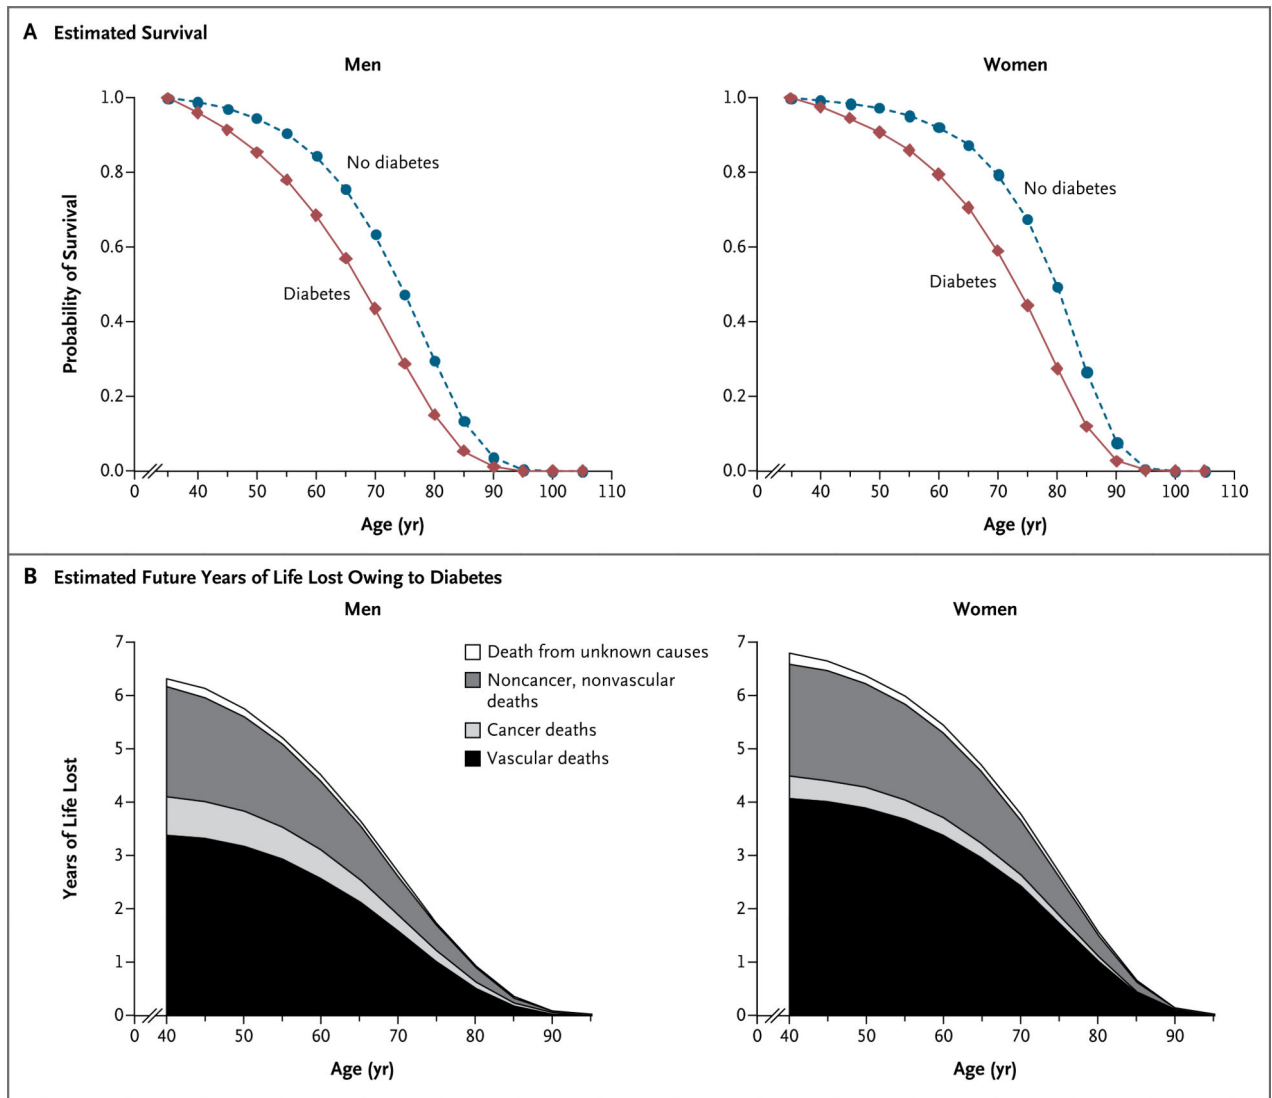 A Estimated Survival
Men
Probability of Survival
1.0
0.8
0.6
0.4
0.2
0.0
No diabetes
Diabetes
0 40 50 60 70 80 90 100 110
Age (yr)
Women
1.0
0.8
0.6
0.4
0.2
0.0
No diabetes
Diabetes
0 40 50 60 70 80 90 100 110
Age (yr)
B Estimated Future Years of Life Lost Owing to Diabetes
Men
Years of Life Lost
7
6
5
4
3
2
1
0
Death from unknown causes
Noncancer, nonvascular
deaths
Cancer deaths
Vascular deaths
0 40 50 60 70 80 90
Age (yr)
Women
7
6
5
4
3
2
1
0
0 40 50 60 70 80 90
Age (yr)